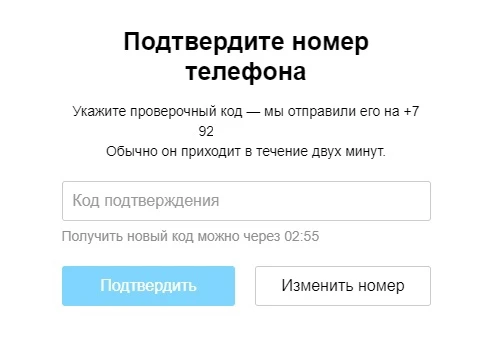 Подтвердите номер
телефона
Укажите проверочный код — мы отправили его на +7
92
Обычно он приходит в течение двух минут.
Код подтверждения
Получить новый код можно через 02:55
Подтвердить
Изменить номер